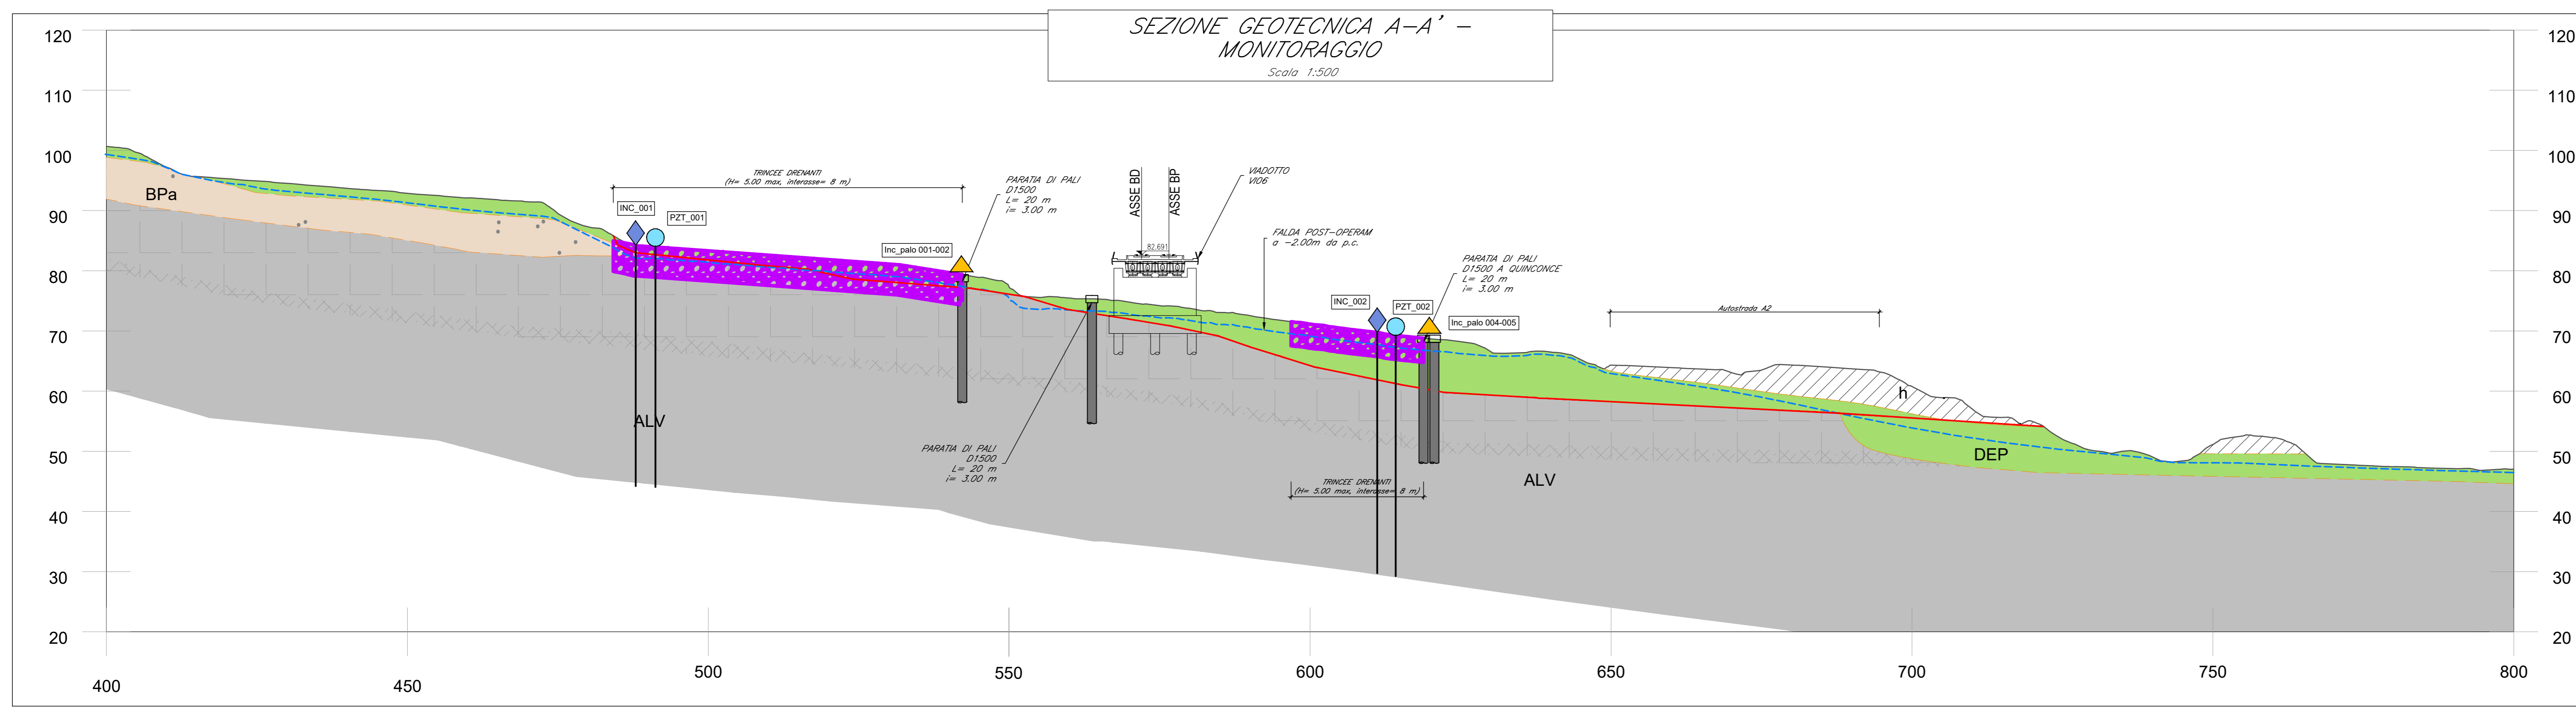 SEZIONE GEOTECNICA A-A' -
MONITORAGGIO
Scala 1:500
120
110
100
90
80
70
60
50
40
30
20
120
110
100
90
80
70
60
50
40
30
20
BPa
TRINCEE DRENANTI
(H= 5.00 max, interasse= 8 m)
INC_001
PZT_001
Inc_palo 001-002
PARATIA DI PALI
D1500
L= 20 m
i= 3.00 m
ASSE BD
ASSE BP
82.691
VIADOTTO
VI06
FALDA POST-OPERAM
a -2.00m da p.c.
INC_002
PZT_002
Inc_palo 004-005
PARATIA DI PALI
D1500 A QUINCONCE
L= 20 m
i= 3.00 m
Autostrada A2
h
ALV
PARATIA DI PALI
D1500
L= 20 m
i= 3.00 m
TRINCEE DRENANTI
(H= 5.00 max, interasse= 8 m)
ALV
DEP
400
450
500
550
600
650
700
750
800